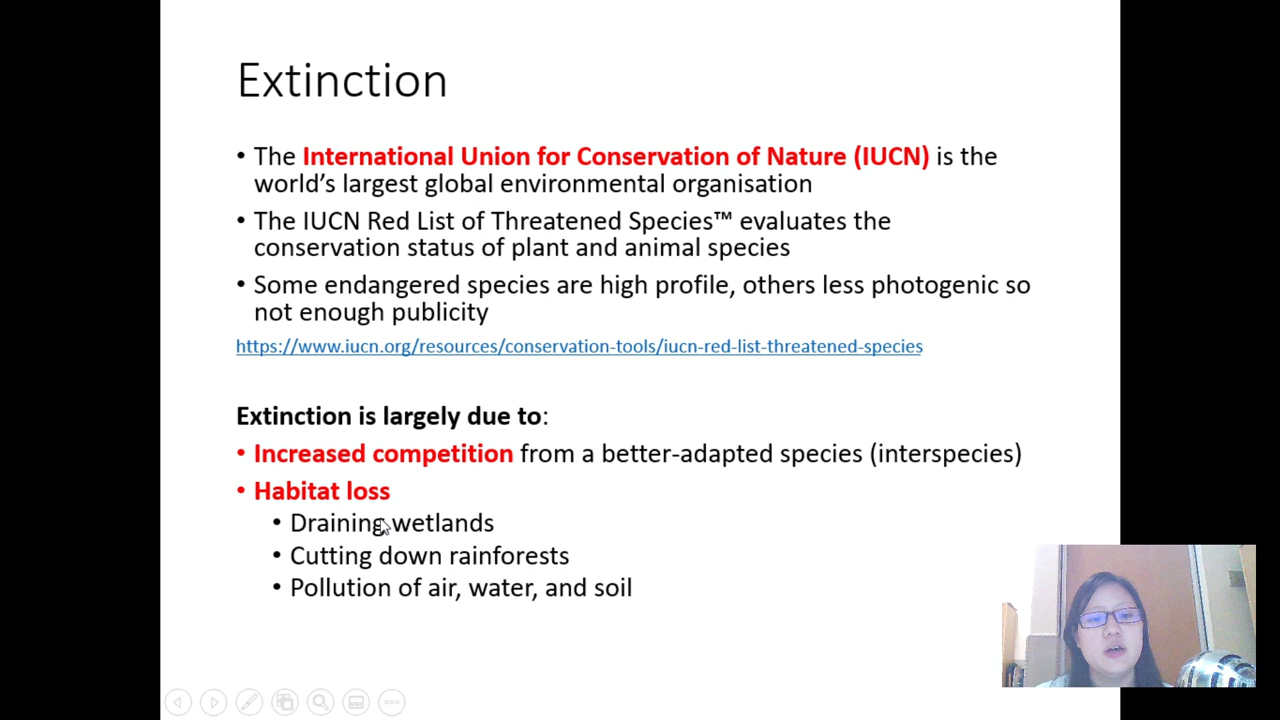 Extinction
• The International Union for Conservation of Nature (IUCN) is the
world's largest global environmental organisation
• The IUCN Red List of Threatened Species™ evaluates the
conservation status of plant and animal species
• Some endangered species are high profile, others less photogenic so
not enough publicity
https://www.iucn.org/resources/conservation-tools/iucn-red-list-threatened-species
Extinction is largely due to:
• Increased competition from a better-adapted species (interspecies)
• Habitat loss
• Draining wetlands
• Cutting down rainforests
• Pollution of air, water, and soil